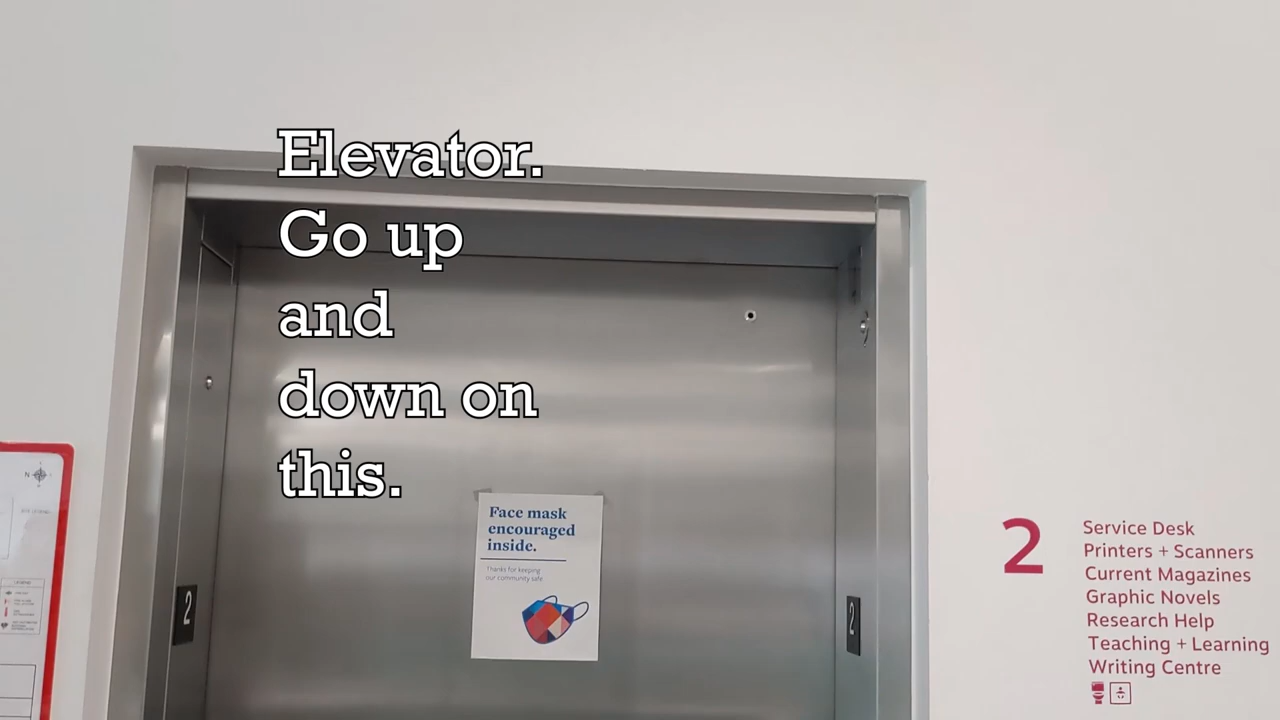 Elevator.
Go up
and
down on
this.
Face mask
encouraged
inside.
Thanks for keeping
our community safe
N
2
2
2
Service Desk
Printers + Scanners
Current Magazines
Graphic Novels
Research Help
Teaching + Learning
Writing Centre